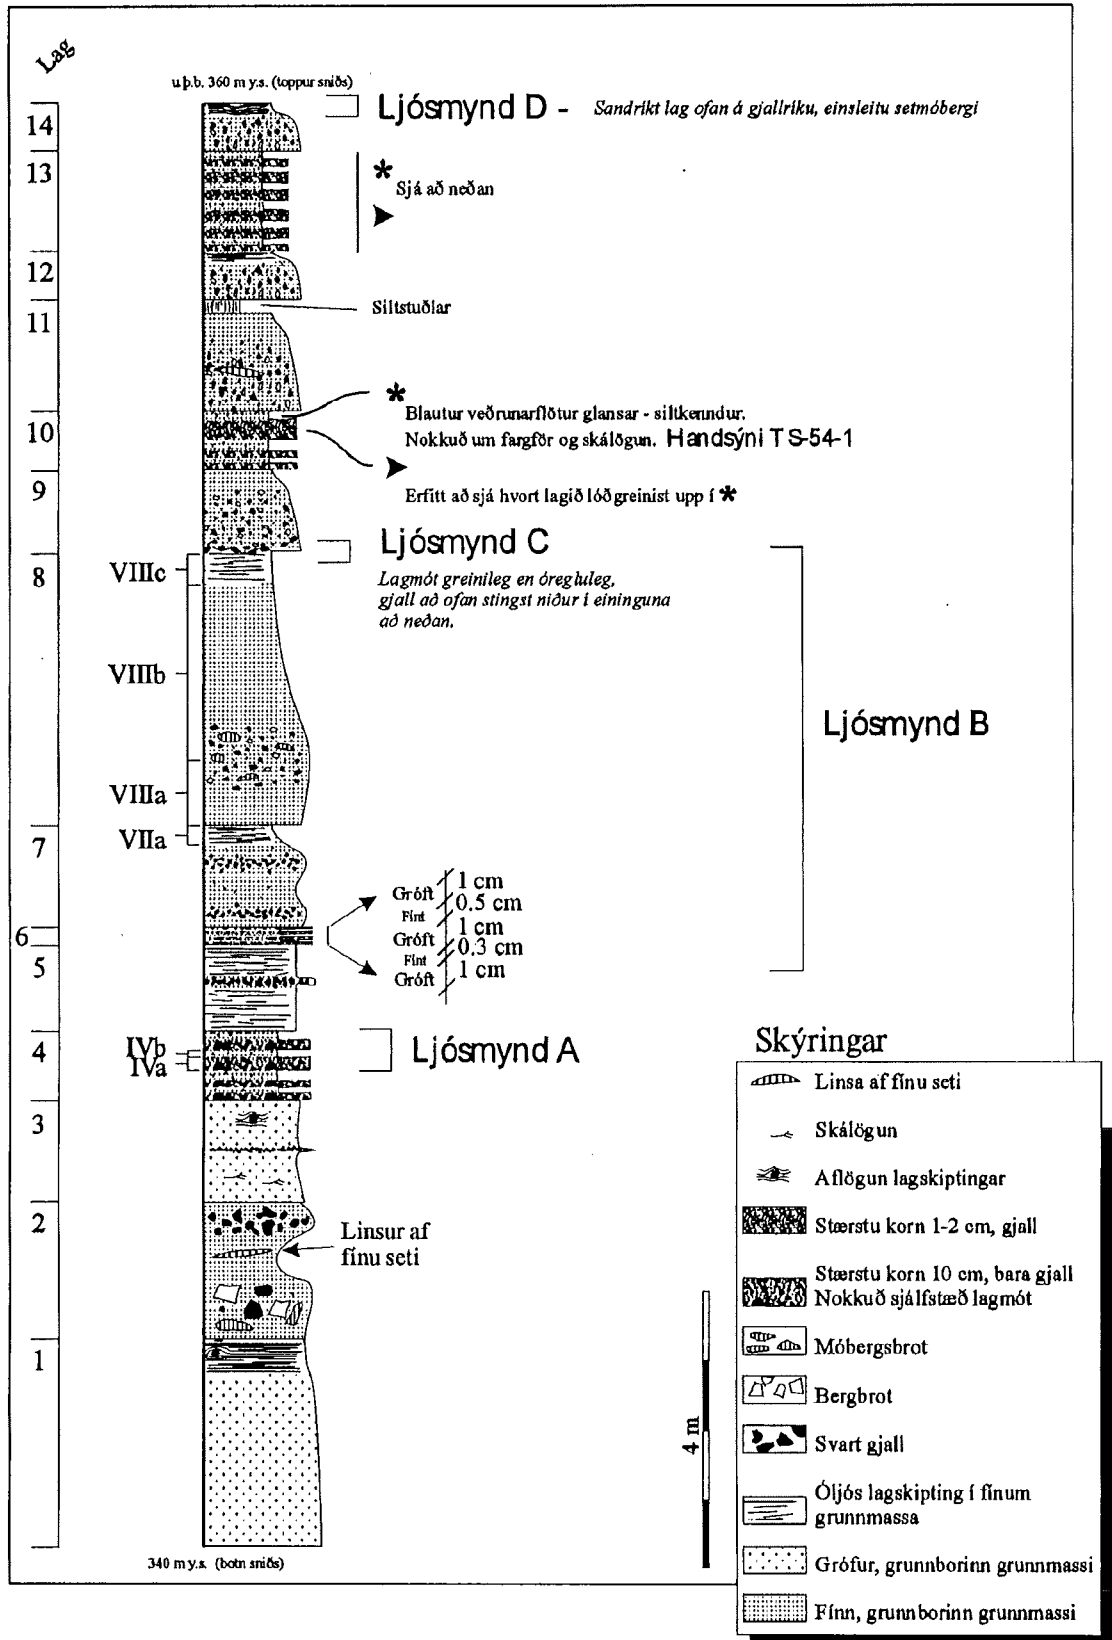 Lag
u.þ.b. 360 m y.s. (toppur sniðs)
Ljósmynd D - Sandríkt lag ofan á gjallríku, einsleitu setmóbergi
14
13
*
Sjá að neðan
12
Siltstuðlar
11
*
Blautur veðrunarflötur glansar - siltkenndur.
10
Nokkuð um fargför og skálögun. Handsýni TS-54-1
9
Erfitt að sjá hvort lagið lóðgreinist upp í *
Ljósmynd C
8
VIIIc
Lagmót greinileg en óregluleg,
gjall að ofan stingst niður í eininguna
að neðan.
VIIIb
Ljósmynd B
VIIIa
VIIa
7
Gróft 1 cm
Fínt 0.5 cm
Gróft 1 cm
Fínt 0.3 cm
Gróft 1 cm
6
5
4
IVb
IVa
Ljósmynd A
3
2
Linsur af
fínu seti
1
340 m y.s. (botn sniðs)
4 m
Skýringar
Linsa af fínu seti
Skálögun
Aflögun lagskiptingar
Stærstu korn 1-2 cm, gjall
Stærstu korn 10 cm, bara gjall
Nokkuð sjálfstæð lagmót
Móbergsbrot
Bergbrot
Svart gjall
Óljós lagskipting í fínum
grunnmassa
Grófur, grunnborinn grunnmassi
Fínn, grunnborinn grunnmassi